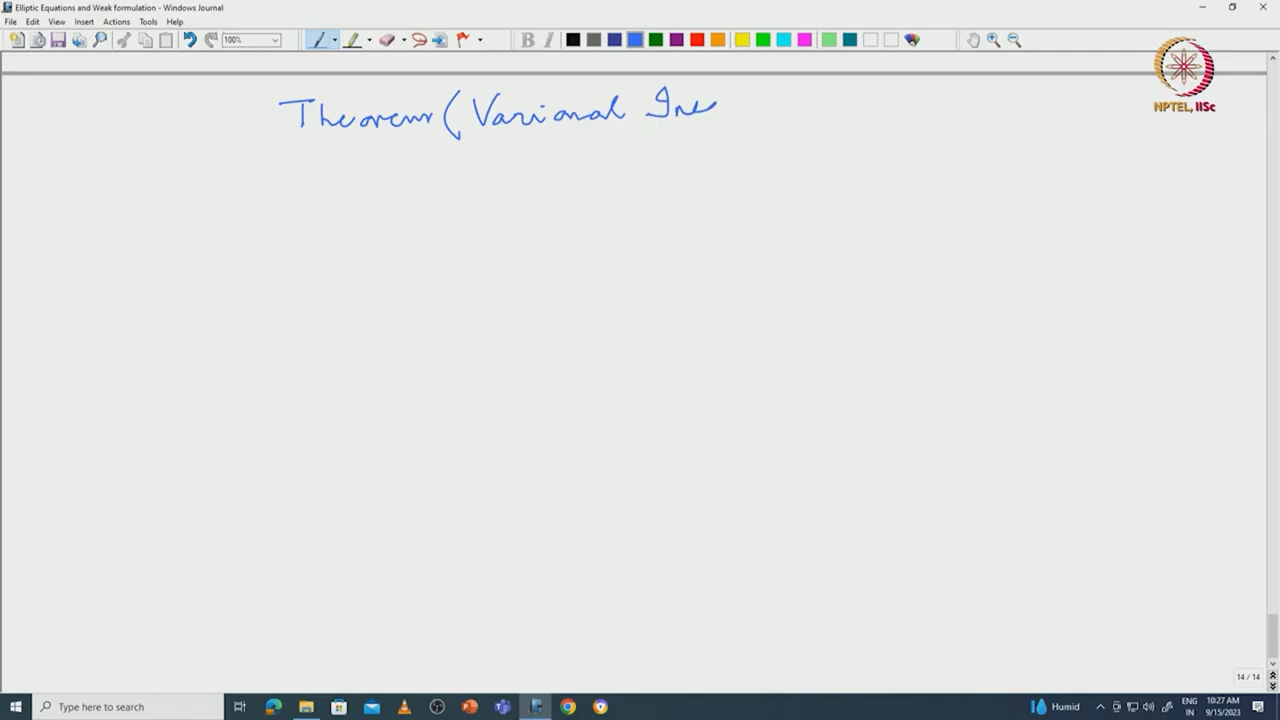 Elliptic Equations and Weak formulation - Windows Journal
File Edit View Insert Actions Tools Help
100%
B I
NPTEL, IISc
Theorem (Varional Ine
14 / 14
Type here to search
Humid
ENG
IN
10:27 AM
9/15/2023